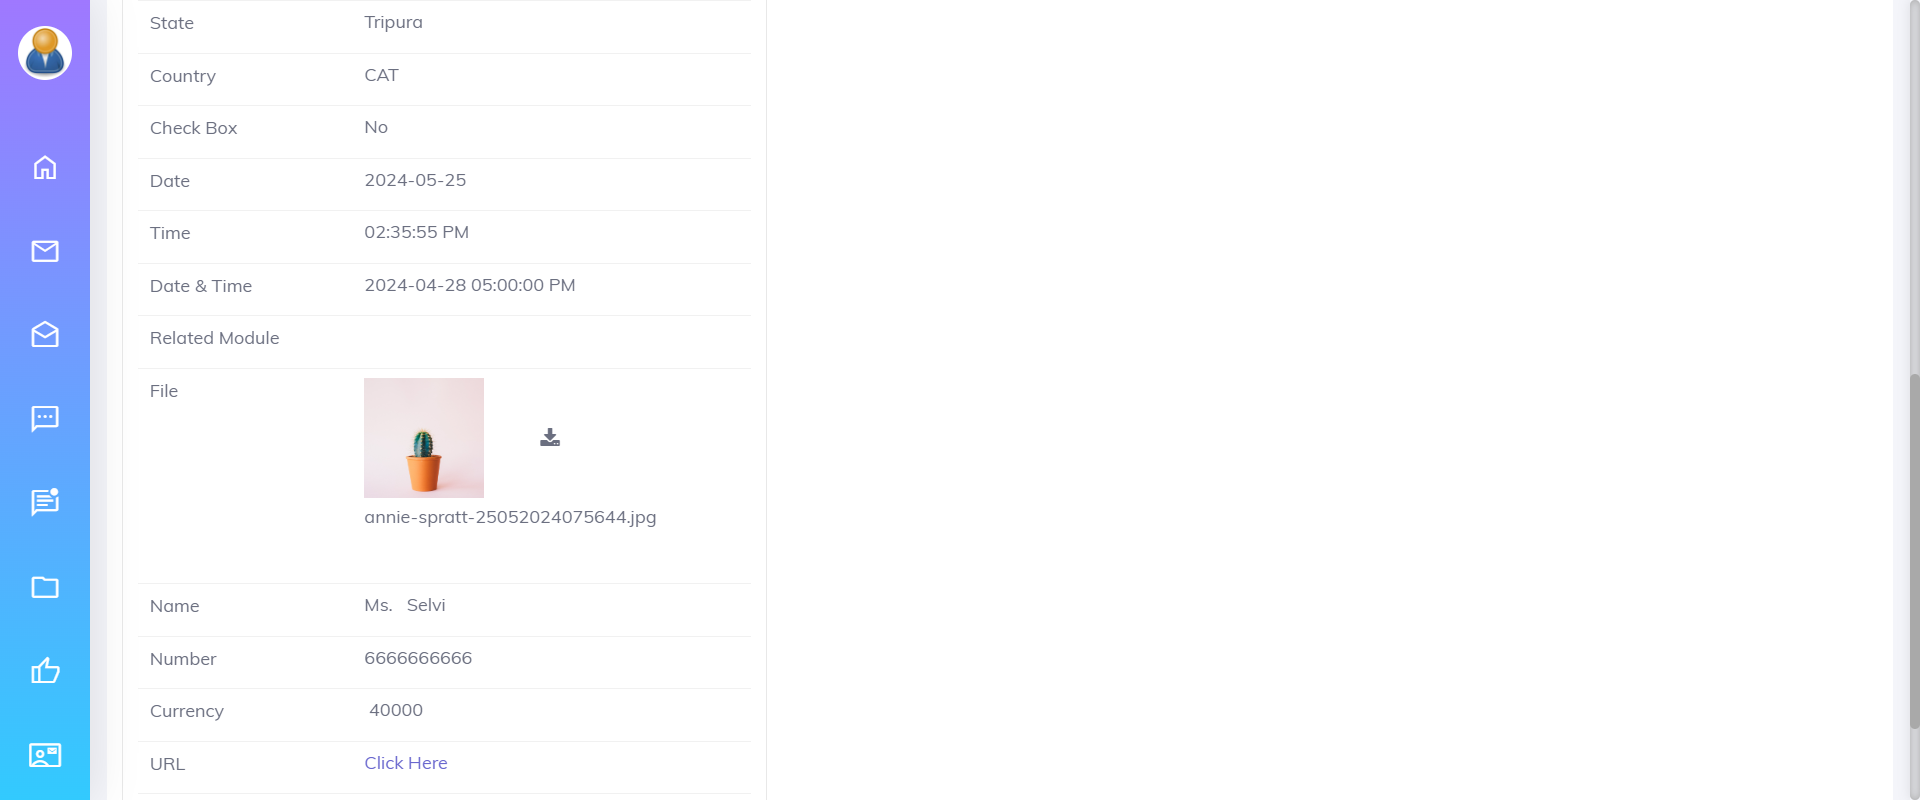 State Tripura
Country CAT
Check Box No
Date 2024-05-25
Time 02:35:55 PM
Date & Time 2024-04-28 05:00:00 PM
Related Module
File
annie-spratt-25052024075644.jpg
Name Ms. Selvi
Number 6666666666
Currency 40000
URL Click Here